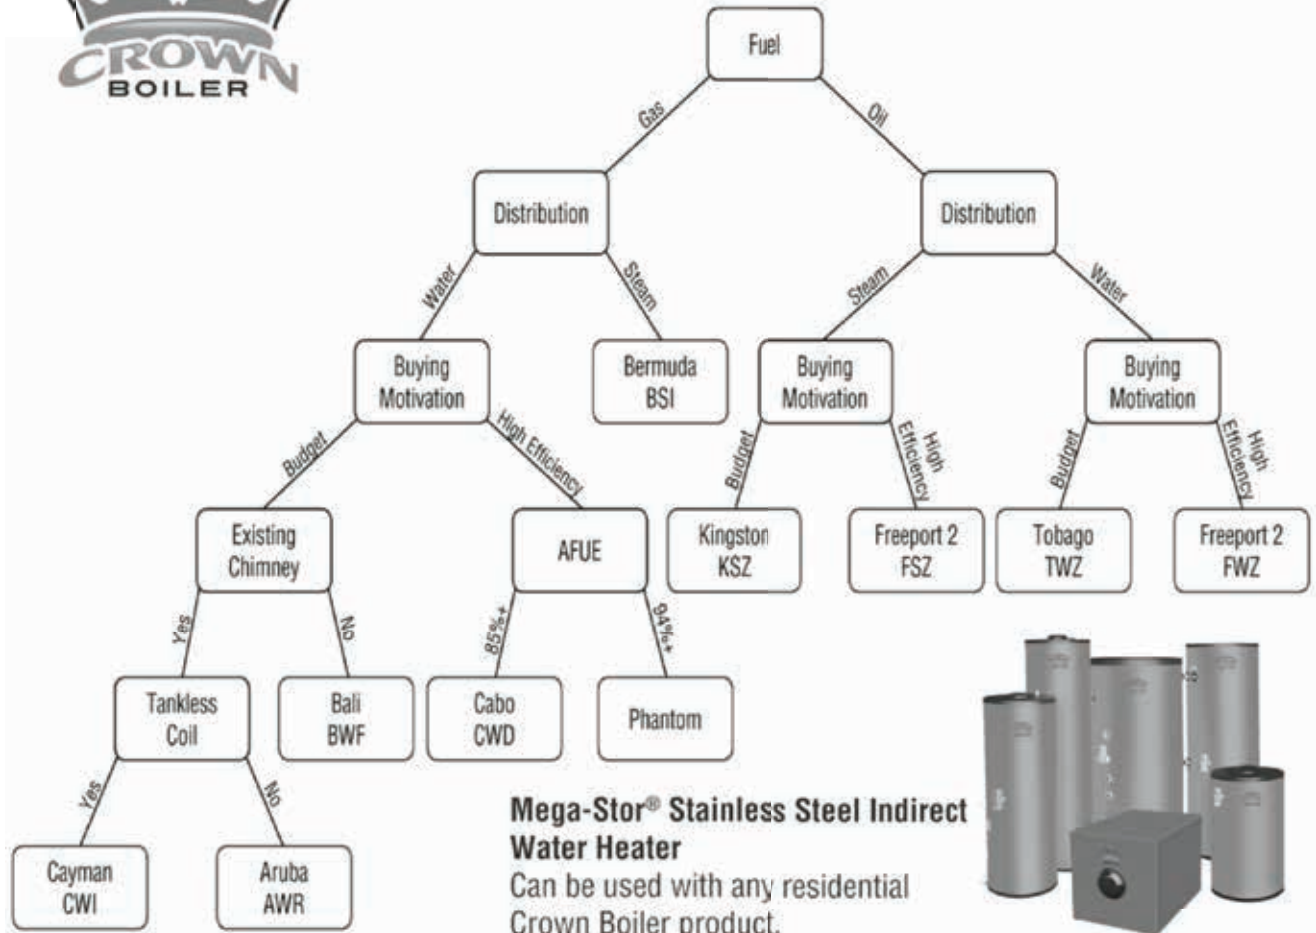 CROWN
BOILER
Fuel
Gas
Oil
Distribution
Distribution
Water
Steam
Steam
Water
Buying
Motivation
Bermuda
BSI
Buying
Motivation
Buying
Motivation
Budget
High Efficiency
Budget
High
Efficiency
Budget
High
Efficiency
Existing
Chimney
AFUE
Kingston
KSZ
Freeport 2
FSZ
Tobago
TWZ
Freeport 2
FWZ
Yes
No
85%+
94%+
Tankless
Coil
Bali
BWF
Cabo
CWD
Phantom
Yes
No
Cayman
CWI
Aruba
AWR
Mega-Stor® Stainless Steel Indirect
Water Heater
Can be used with any residential
Crown Boiler product.